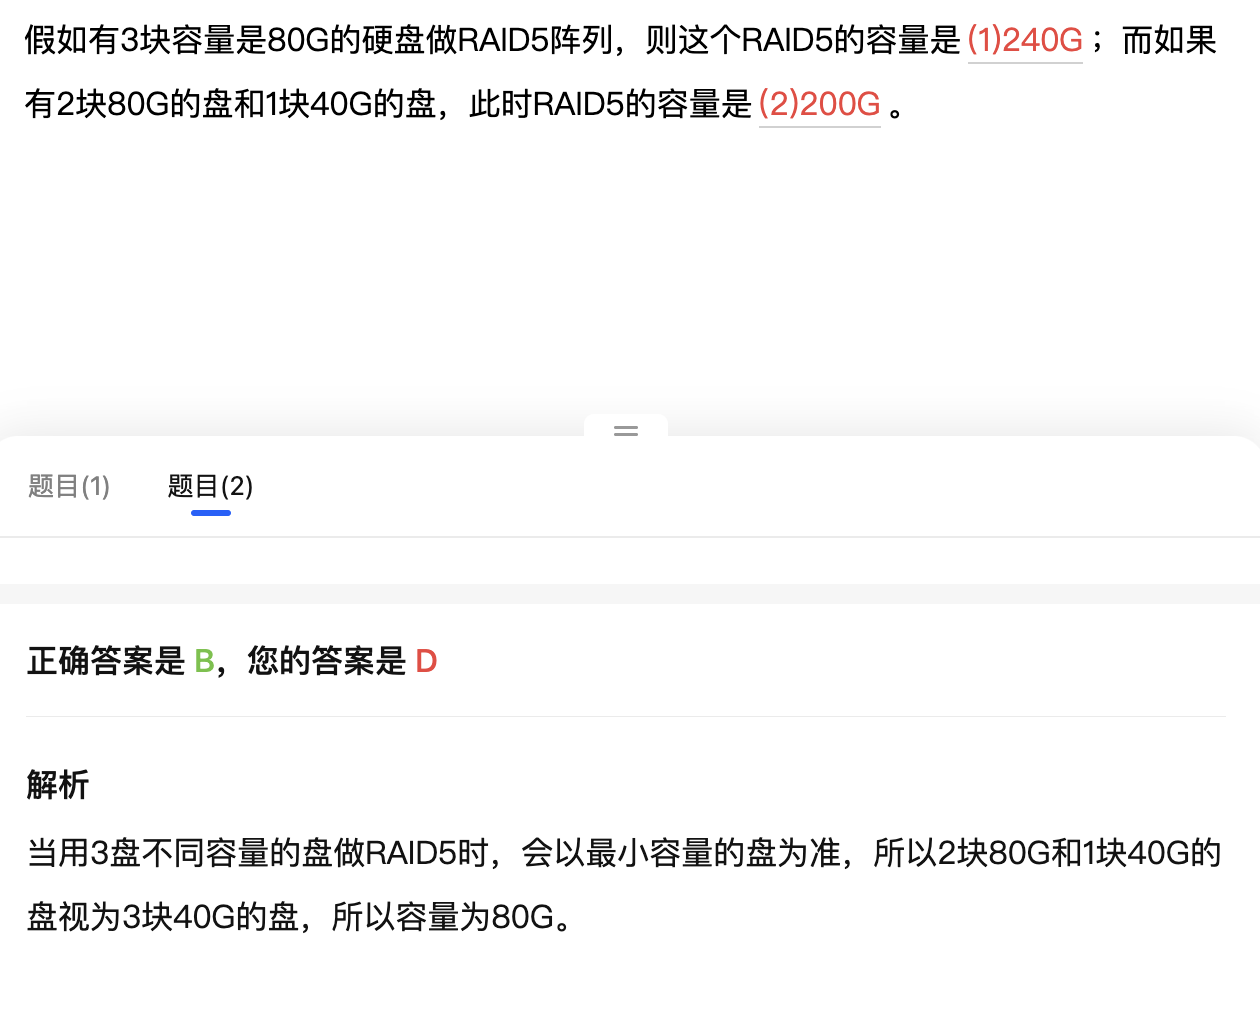 假如有3块容量是80G的硬盘做RAID5阵列，则这个RAID5的容量是(1)240G；而如果
有2块80G的盘和1块40G的盘，此时RAID5的容量是(2)200G。
题目(1) 题目(2)
正确答案是 B，您的答案是 D
解析
当用3盘不同容量的盘做RAID5时，会以最小容量的盘为准，所以2块80G和1块40G的
盘视为3块40G的盘，所以容量为80G。